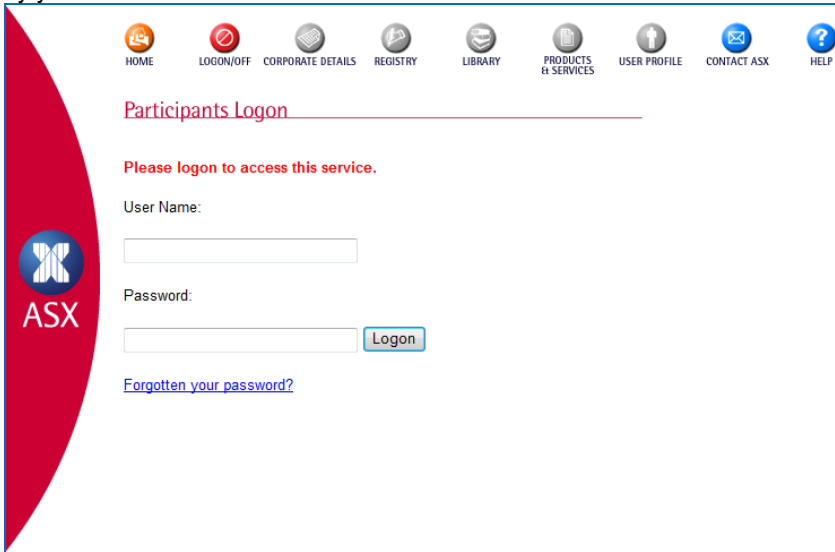 HOME LOGON/OFF CORPORATE DETAILS REGISTRY LIBRARY PRODUCTS & SERVICES USER PROFILE CONTACT ASX HELP
Participants Logon
Please logon to access this service.
User Name:
Password:
Logon
ASX
Forgotten your password?